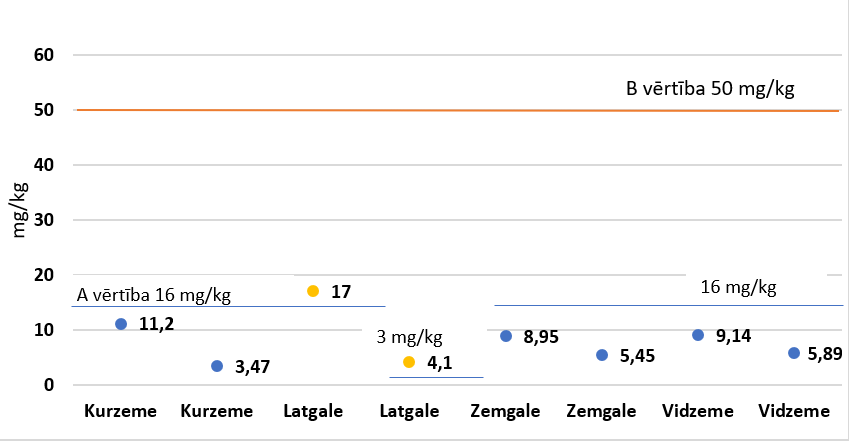 60
B vērtība 50 mg/kg
50
40
mg/kg
30
20
A vērtība 16 mg/kg
17
16 mg/kg
11,2
10
3 mg/kg
8,95
9,14
3,47
4,1
5,45
5,89
0
Kurzeme Kurzeme Latgale Latgale Zemgale Zemgale Vidzeme Vidzeme